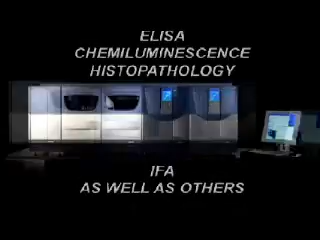 ELISA
CHEMILUMINESCENCE
HISTOPATHOLOGY
IFA
AS WELL AS OTHERS